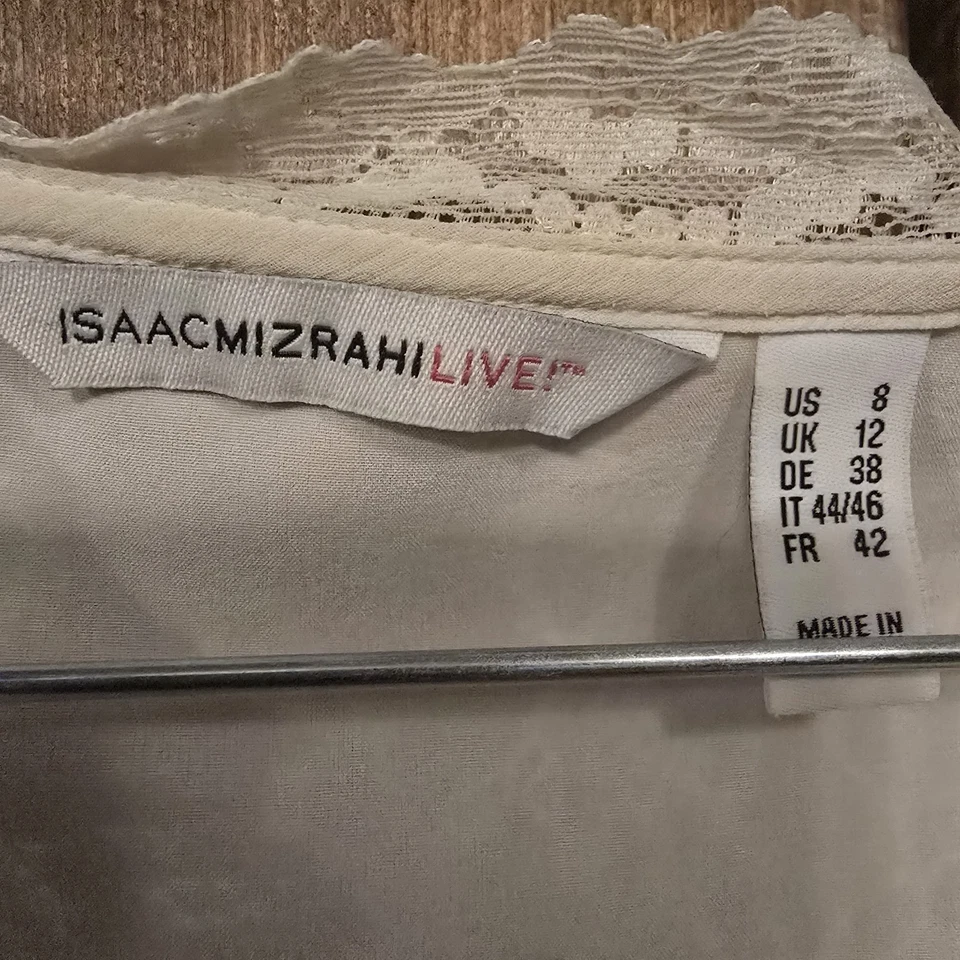 ISAACMIZRAHILIVE!™
US 8
UK 12
DE 38
IT 44/46
FR 42
MADE IN